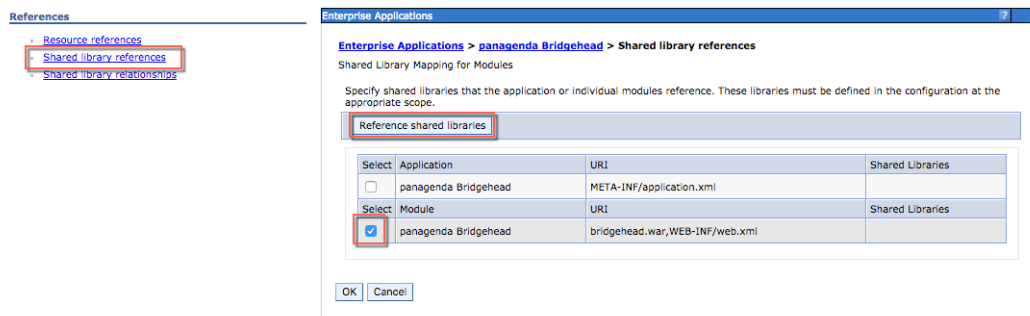 References
Resource references
Shared library references
Shared library relationships
Enterprise Applications
?
Enterprise Applications > panagenda Bridgehead > Shared library references
Shared Library Mapping for Modules
Specify shared libraries that the application or individual modules reference. These libraries must be defined in the configuration at the
appropriate scope.
Reference shared libraries
Select Application URI Shared Libraries
panagenda Bridgehead META-INF/application.xml
Select Module URI Shared Libraries
panagenda Bridgehead bridgehead.war,WEB-INF/web.xml
OK Cancel